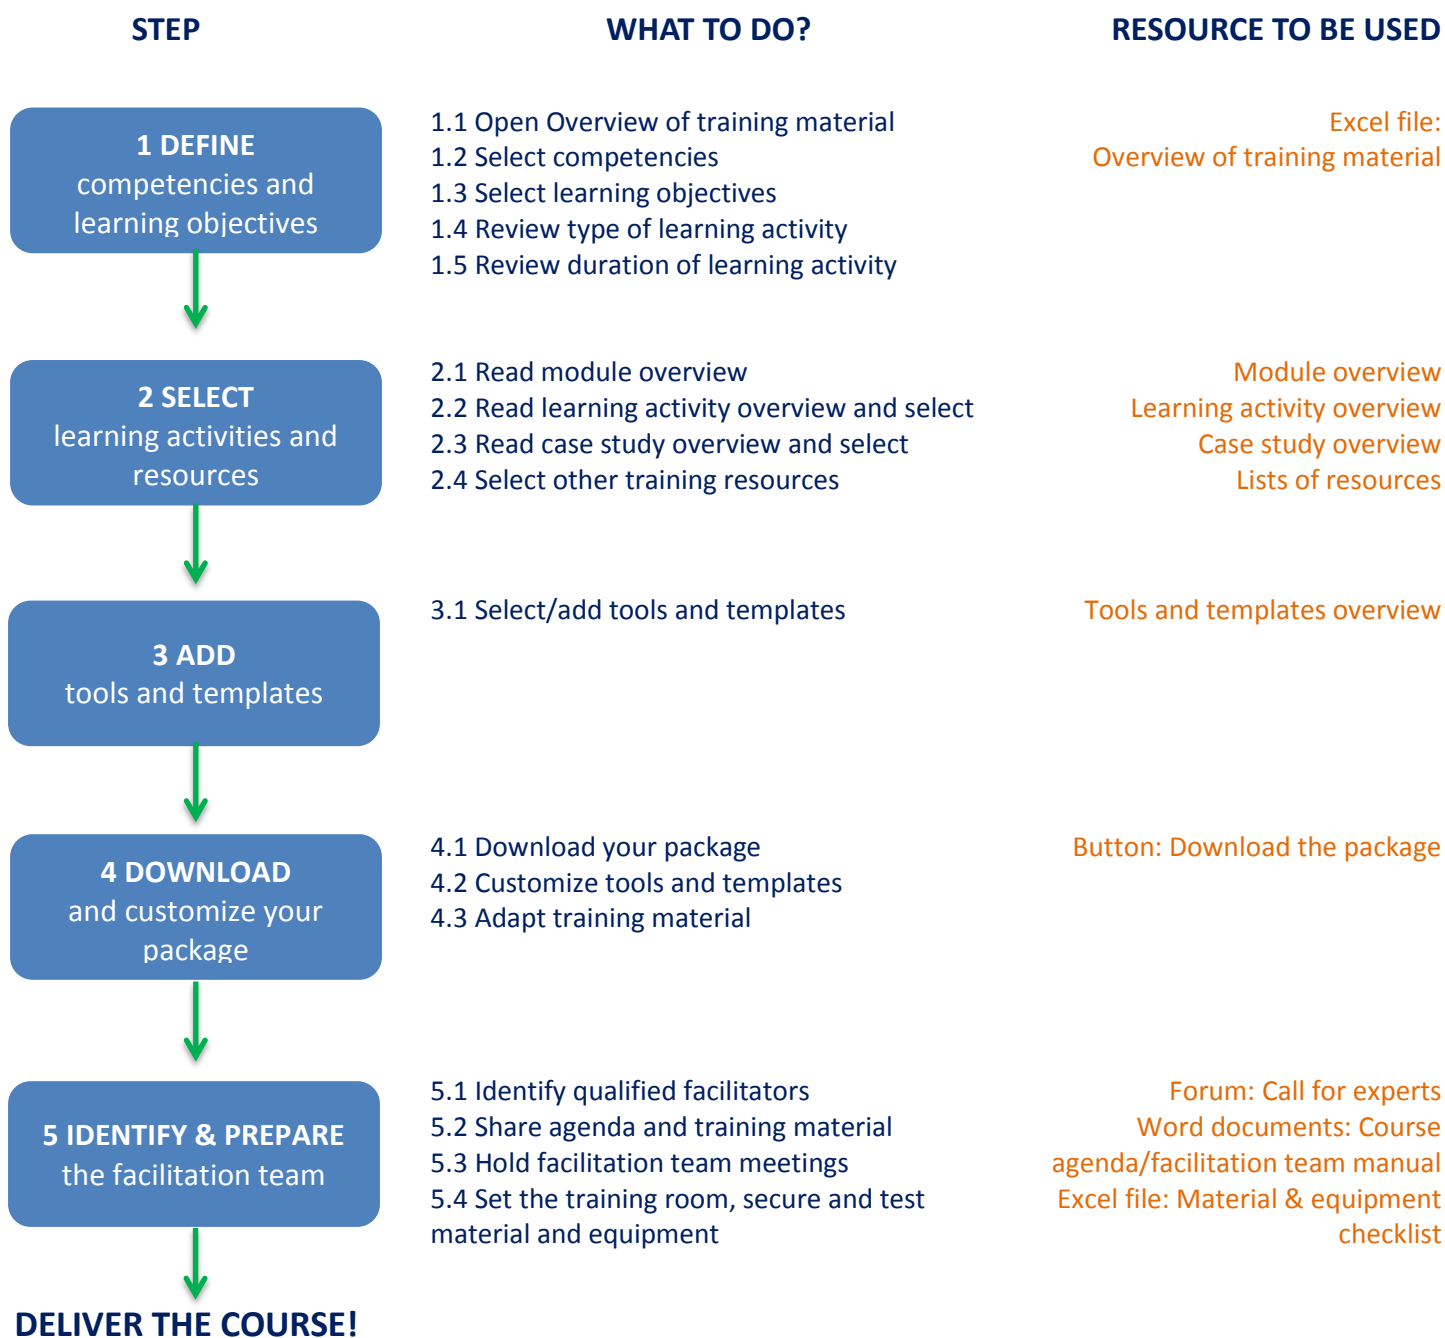 STEP
WHAT TO DO?
RESOURCE TO BE USED
1 DEFINE
competencies and
learning objectives
1.1 Open Overview of training material
1.2 Select competencies
1.3 Select learning objectives
1.4 Review type of learning activity
1.5 Review duration of learning activity
Excel file:
Overview of training material
2 SELECT
learning activities and
resources
2.1 Read module overview
2.2 Read learning activity overview and select
2.3 Read case study overview and select
2.4 Select other training resources
Module overview
Learning activity overview
Case study overview
Lists of resources
3 ADD
tools and templates
3.1 Select/add tools and templates
Tools and templates overview
4 DOWNLOAD
and customize your
package
4.1 Download your package
4.2 Customize tools and templates
4.3 Adapt training material
Button: Download the package
5 IDENTIFY & PREPARE
the facilitation team
5.1 Identify qualified facilitators
5.2 Share agenda and training material
5.3 Hold facilitation team meetings
5.4 Set the training room, secure and test
material and equipment
Forum: Call for experts
Word documents: Course
agenda/facilitation team manual
Excel file: Material & equipment
checklist
DELIVER THE COURSE!